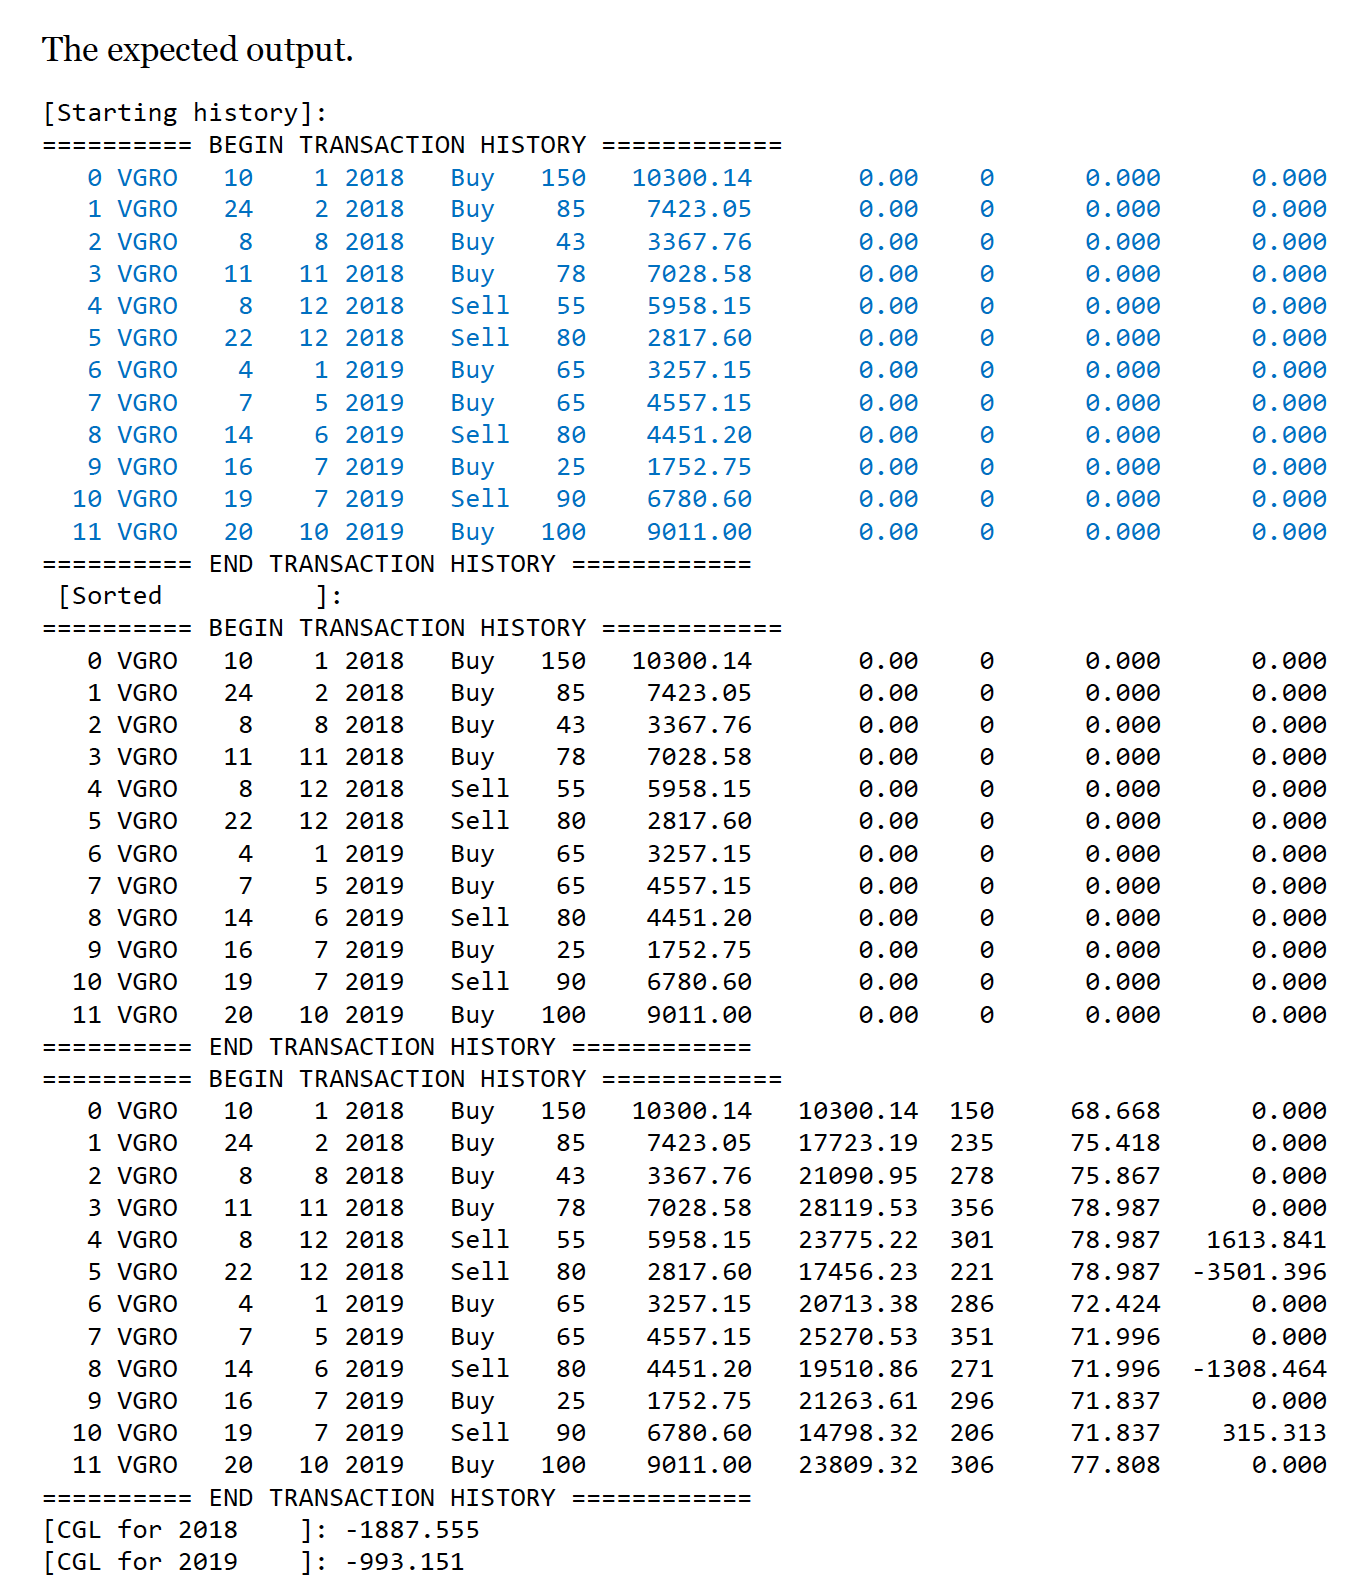 The expected output.
[Starting history]:
========== BEGIN TRANSACTION HISTORY ============
   0 VGRO   10    1 2018   Buy   150   10300.14       0.00    0      0.000      0.000
   1 VGRO   24    2 2018   Buy    85    7423.05       0.00    0      0.000      0.000
   2 VGRO    8    8 2018   Buy    43    3367.76       0.00    0      0.000      0.000
   3 VGRO   11   11 2018   Buy    78    7028.58       0.00    0      0.000      0.000
   4 VGRO    8   12 2018   Sell   55    5958.15       0.00    0      0.000      0.000
   5 VGRO   22   12 2018   Sell   80    2817.60       0.00    0      0.000      0.000
   6 VGRO    4    1 2019   Buy    65    3257.15       0.00    0      0.000      0.000
   7 VGRO    7    5 2019   Buy    65    4557.15       0.00    0      0.000      0.000
   8 VGRO   14    6 2019   Sell   80    4451.20       0.00    0      0.000      0.000
   9 VGRO   16    7 2019   Buy    25    1752.75       0.00    0      0.000      0.000
  10 VGRO   19    7 2019   Sell   90    6780.60       0.00    0      0.000      0.000
  11 VGRO   20   10 2019   Buy   100    9011.00       0.00    0      0.000      0.000
========== END TRANSACTION HISTORY ============
 [Sorted          ]:
========== BEGIN TRANSACTION HISTORY ============
   0 VGRO   10    1 2018   Buy   150   10300.14       0.00    0      0.000      0.000
   1 VGRO   24    2 2018   Buy    85    7423.05       0.00    0      0.000      0.000
   2 VGRO    8    8 2018   Buy    43    3367.76       0.00    0      0.000      0.000
   3 VGRO   11   11 2018   Buy    78    7028.58       0.00    0      0.000      0.000
   4 VGRO    8   12 2018   Sell   55    5958.15       0.00    0      0.000      0.000
   5 VGRO   22   12 2018   Sell   80    2817.60       0.00    0      0.000      0.000
   6 VGRO    4    1 2019   Buy    65    3257.15       0.00    0      0.000      0.000
   7 VGRO    7    5 2019   Buy    65    4557.15       0.00    0      0.000      0.000
   8 VGRO   14    6 2019   Sell   80    4451.20       0.00    0      0.000      0.000
   9 VGRO   16    7 2019   Buy    25    1752.75       0.00    0      0.000      0.000
  10 VGRO   19    7 2019   Sell   90    6780.60       0.00    0      0.000      0.000
  11 VGRO   20   10 2019   Buy   100    9011.00       0.00    0      0.000      0.000
========== END TRANSACTION HISTORY ============
========== BEGIN TRANSACTION HISTORY ============
   0 VGRO   10    1 2018   Buy   150   10300.14   10300.14  150     68.668      0.000
   1 VGRO   24    2 2018   Buy    85    7423.05   17723.19  235     75.418      0.000
   2 VGRO    8    8 2018   Buy    43    3367.76   21090.95  278     75.867      0.000
   3 VGRO   11   11 2018   Buy    78    7028.58   28119.53  356     78.987      0.000
   4 VGRO    8   12 2018   Sell   55    5958.15   23775.22  301     78.987   1613.841
   5 VGRO   22   12 2018   Sell   80    2817.60   17456.23  221     78.987  -3501.396
   6 VGRO    4    1 2019   Buy    65    3257.15   20713.38  286     72.424      0.000
   7 VGRO    7    5 2019   Buy    65    4557.15   25270.53  351     71.996      0.000
   8 VGRO   14    6 2019   Sell   80    4451.20   19510.86  271     71.996  -1308.464
   9 VGRO   16    7 2019   Buy    25    1752.75   21263.61  296     71.837      0.000
  10 VGRO   19    7 2019   Sell   90    6780.60   14798.32  206     71.837    315.313
  11 VGRO   20   10 2019   Buy   100    9011.00   23809.32  306     77.808      0.000
========== END TRANSACTION HISTORY ============
[CGL for 2018    ]: -1887.555
[CGL for 2019    ]: -993.151